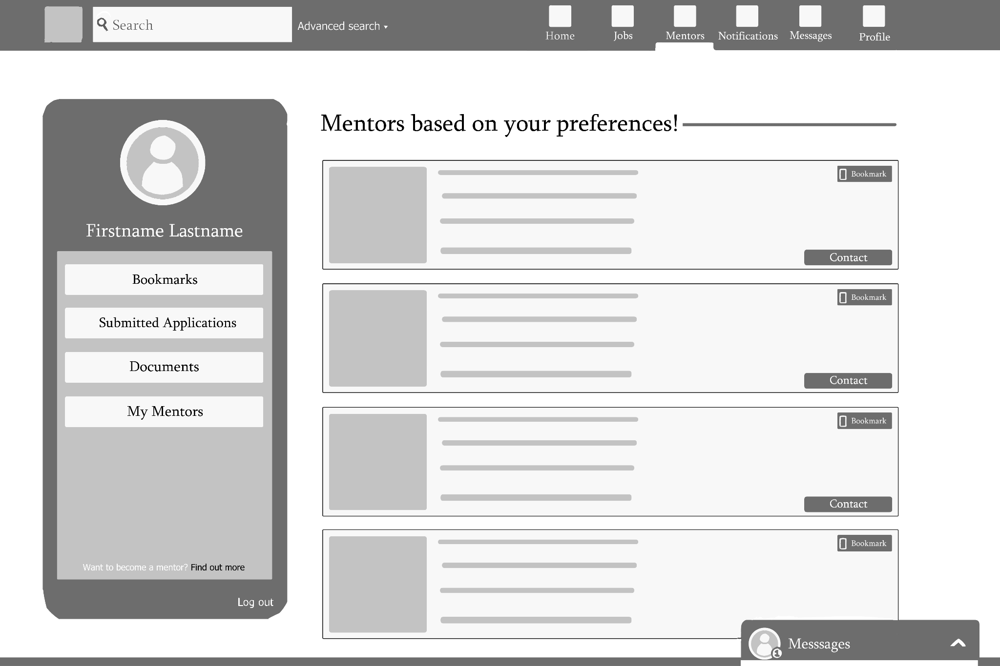 Search
Advanced search
Home
Jobs
Mentors
Notifications
Messages
Profile
Firstname Lastname
Bookmarks
Submitted Applications
Documents
My Mentors
Want to become a mentor? Find out more
Log out
Mentors based on your preferences!
Bookmark
Contact
Bookmark
Contact
Bookmark
Contact
Bookmark
1
Messsages